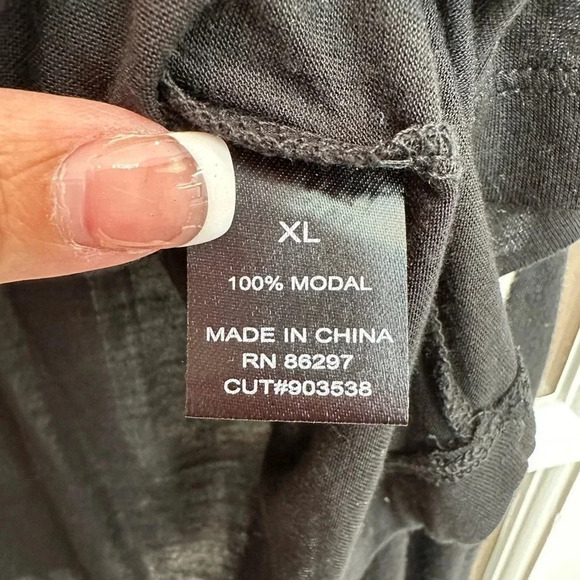 XL
100% MODAL
MADE IN CHINA
RN 86297
CUT#903538